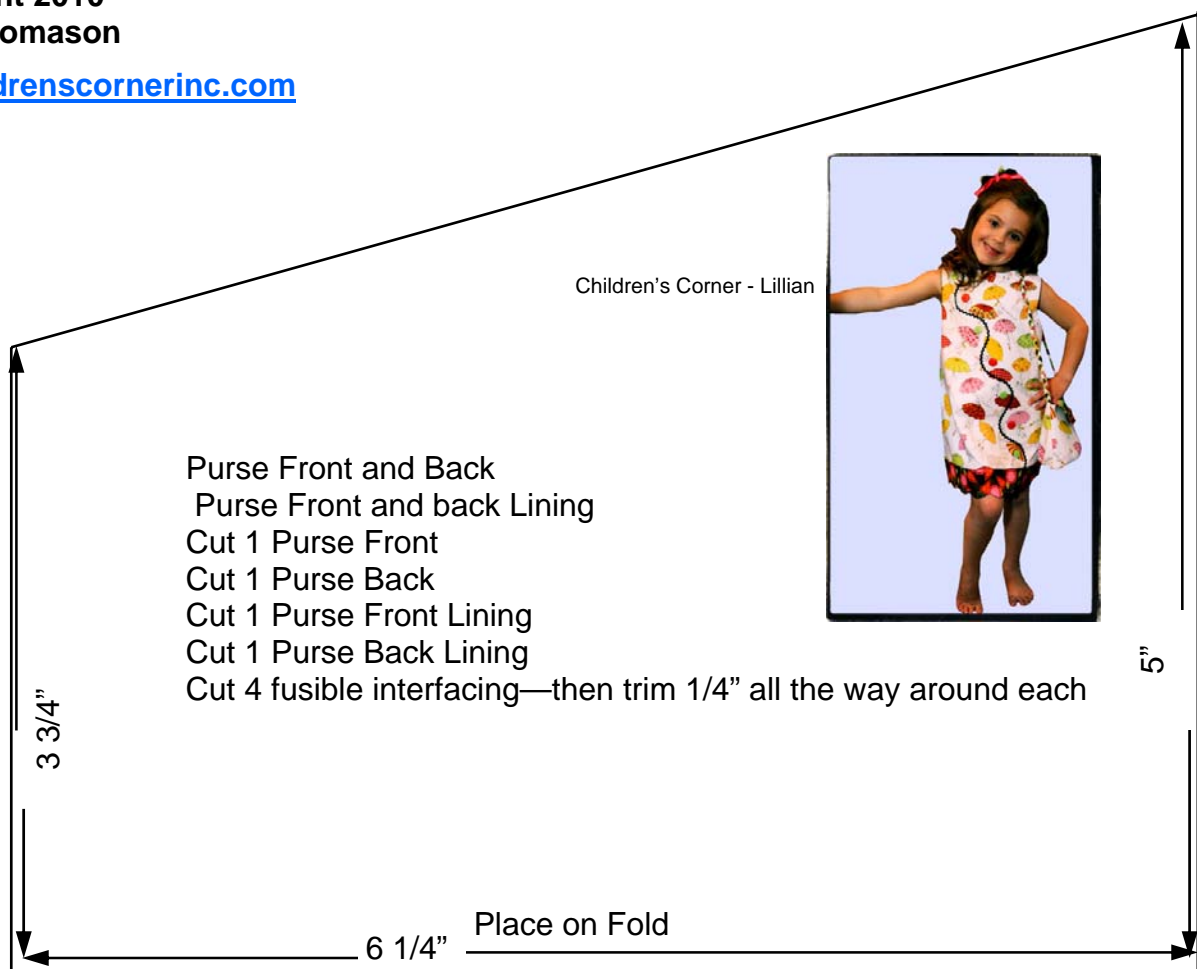 omason
drenscornerinc.com
Children’s Corner - Lillian
Purse Front and Back
Purse Front and back Lining
Cut 1 Purse Front
Cut 1 Purse Back
Cut 1 Purse Front Lining
Cut 1 Purse Back Lining
Cut 4 fusible interfacing—then trim 1/4” all the way around each
3 3/4”
5”
Place on Fold
6 1/4”